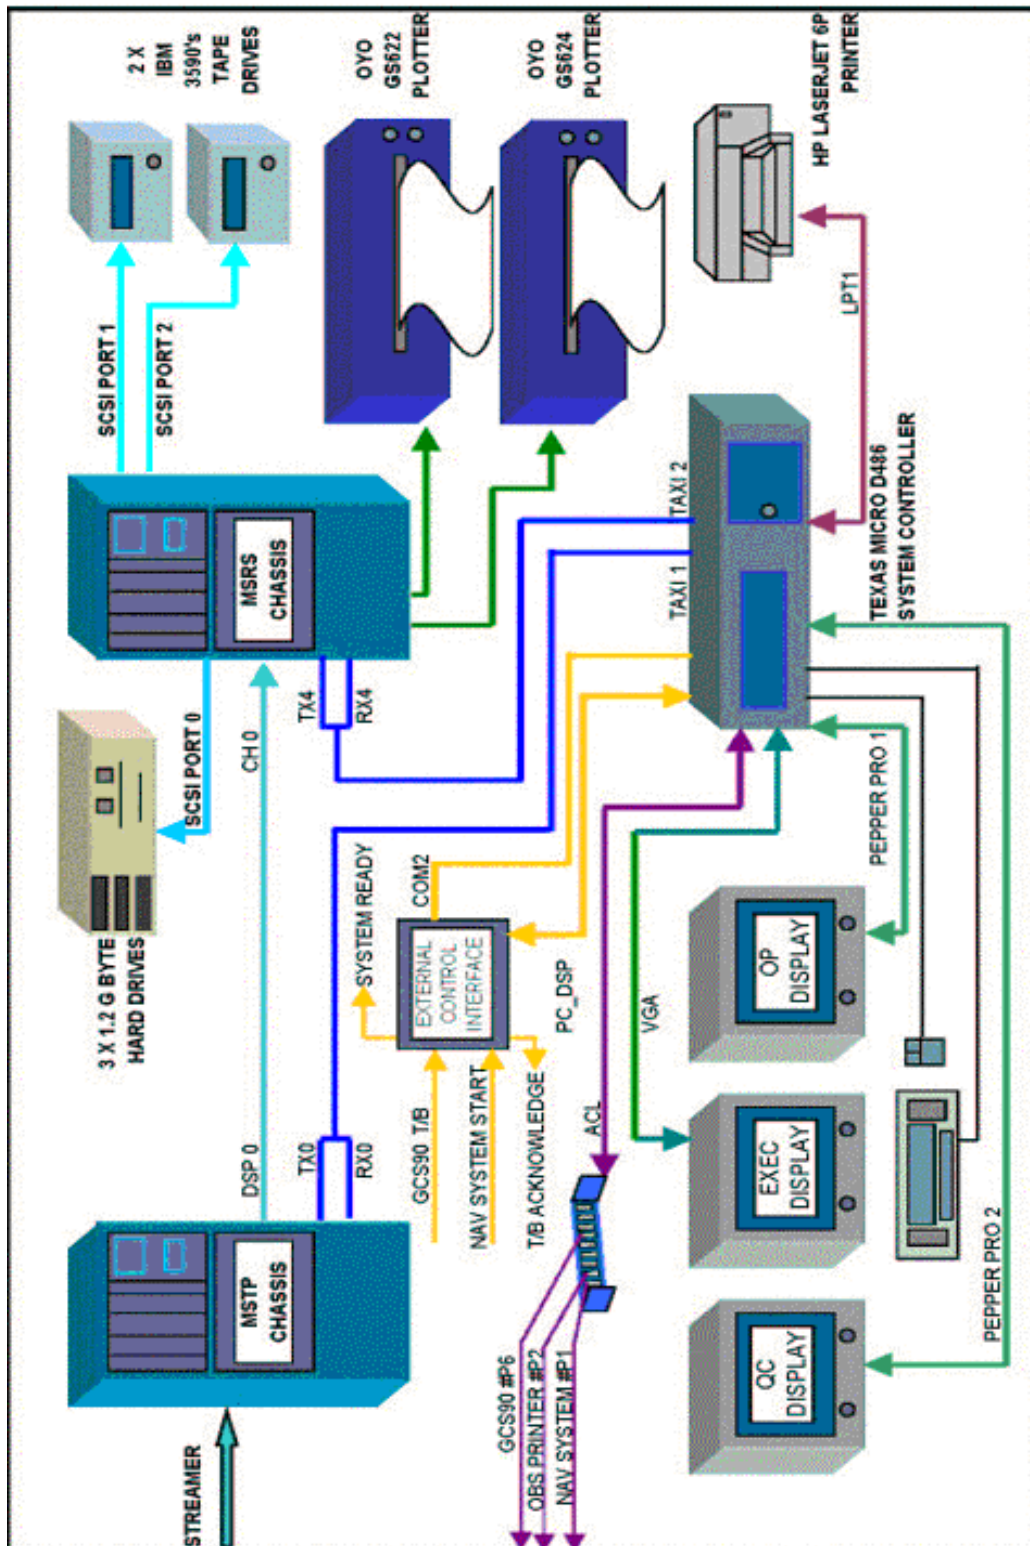 2 X
IBM
3590's
TAPE
DRIVES
OYO
GS622
PLOTTER
OYO
GS624
PLOTTER
HP LASERJET 6P
PRINTER
SCSI PORT 1
SCSI PORT 2
LPT1
MSRS
CHASSIS
TAXI 2
TAXI 1
TEXAS MICRO D486
SYSTEM CONTROLLER
SCSI PORT 0
CH 0
TX4
RX4
3 X 1.2 G BYTE
HARD DRIVES
SYSTEM READY
COM2
EXTERNAL
CONTROL
INTERFACE
PC_DSP
VGA
PEPPER PRO 1
OP
DISPLAY
DSP 0
TX0
RX0
GCS90 T/B
NAV SYSTEM START
T/B ACKNOWLEDGE
ACL
EXEC
DISPLAY
MSTP
CHASSIS
GCS90 #P6
OBS PRINTER #P2
NAV SYSTEM #P1
QC
DISPLAY
PEPPER PRO 2
STREAMER